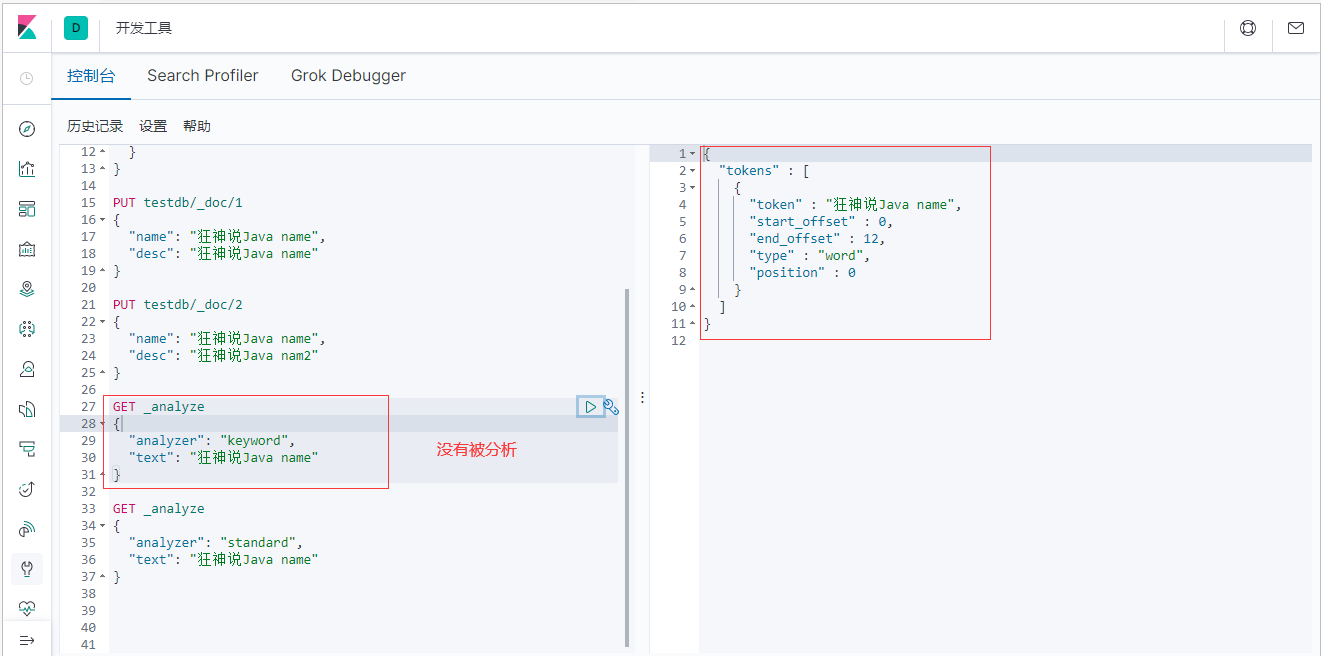 D 开发工具
控制台 Search Profiler Grok Debugger
历史记录 设置 帮助
12 }
13 }
14
15 PUT testdb/_doc/1
16 {
17 "name": "狂神说Java name",
18 "desc": "狂神说Java name"
19 }
20
21 PUT testdb/_doc/2
22 {
23 "name": "狂神说Java name",
24 "desc": "狂神说Java nam2"
25 }
26
27 GET _analyze
28 {
29 "analyzer": "keyword",
30 "text": "狂神说Java name"
31 }
32
33 GET _analyze
34 {
35 "analyzer": "standard",
36 "text": "狂神说Java name"
37 }
38
39
40
41
没有被分析
1 {
2 "tokens" : [
3 {
4 "token" : "狂神说Java name",
5 "start_offset" : 0,
6 "end_offset" : 12,
7 "type" : "word",
8 "position" : 0
9 }
10 ]
11 }
12